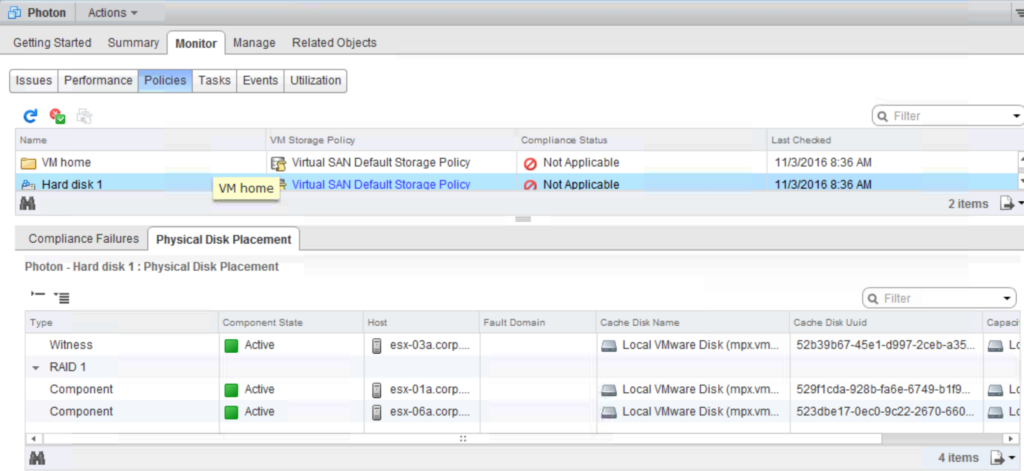 Photon Actions
Getting Started Summary Monitor Manage Related Objects
Issues Performance Policies Tasks Events Utilization
Filter
Name VM Storage Policy Compliance Status Last Checked
VM home Virtual SAN Default Storage Policy Not Applicable 11/3/2016 8:36 AM
Hard disk 1 Virtual SAN Default Storage Policy Not Applicable 11/3/2016 8:36 AM
VM home
2 items
Compliance Failures Physical Disk Placement
Photon - Hard disk 1 : Physical Disk Placement
Filter
Type Component State Host Fault Domain Cache Disk Name Cache Disk Uuid Capaci
Witness Active esx-03a.corp.... Local VMware Disk (mpx.vm... 52b39b67-45e1-d997-2ceb-a35... Lo
RAID 1
Component Active esx-01a.corp.... Local VMware Disk (mpx.vm... 529f1cda-928b-fa6e-6749-b1f9... Lo
Component Active esx-06a.corp.... Local VMware Disk (mpx.vm... 523dbe17-0ec0-9c22-2670-660... Lo
4 items